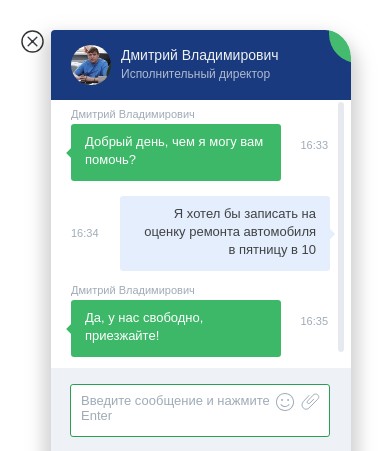 Дмитрий Владимирович
Исполнительный директор
Дмитрий Владимирович
Добрый день, чем я могу вам
помочь?
16:33
Я хотел бы записать на
оценку ремонта автомобиля
в пятницу в 10
16:34
Дмитрий Владимирович
Да, у нас свободно,
приезжайте!
16:35
Введите сообщение и нажмите
Enter